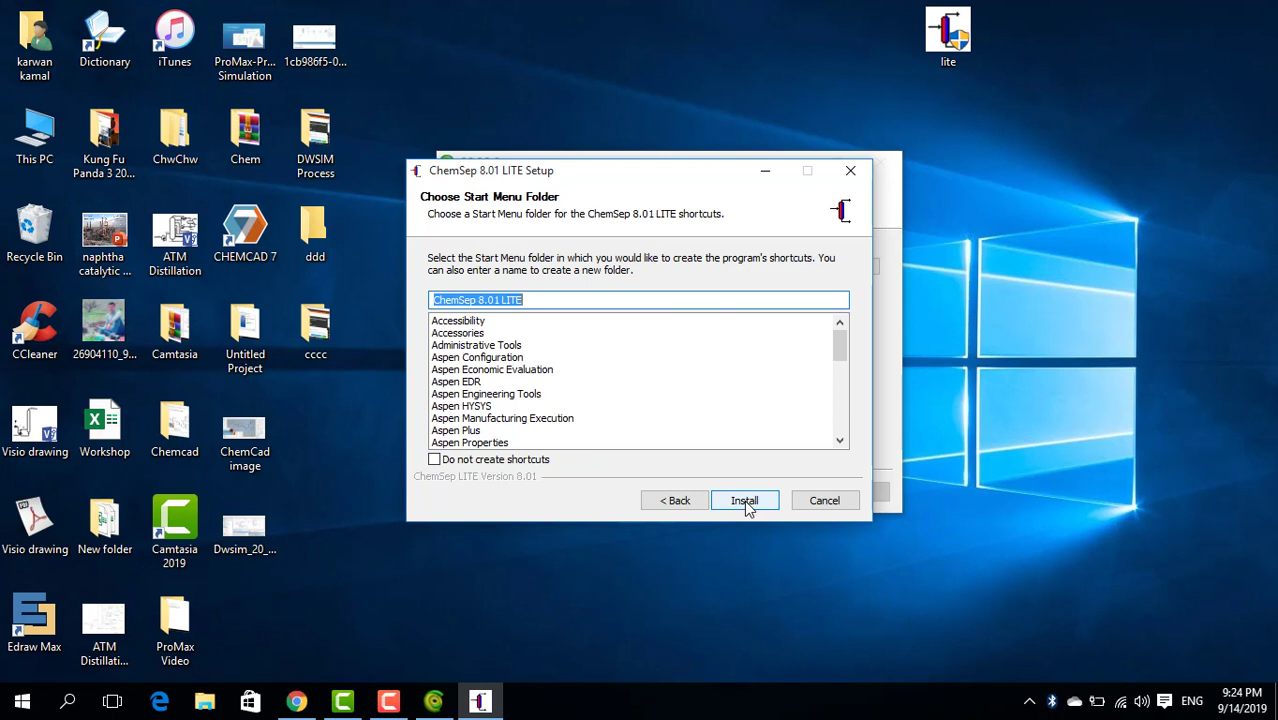 karwan
kamal
Dictionary
iTunes
ProMax-Pr...
Simulation
1cb986f5-0...
lite
This PC
Kung Fu
Panda 3 20...
ChwChw
Chem
DWSIM
Process
Recycle Bin
naphtha
catalytic ...
ATM
Distillation
CHEMCAD 7
ddd
CCleaner
26904110_9...
Camtasia
Untitled
Project
cccc
Visio drawing
Workshop
Chemcad
ChemCad
image
Visio drawing
New folder
Camtasia
2019
Dwsim_20_...
Edraw Max
ATM
Distillati...
ProMax
Video
ChemSep 8.01 LITE Setup
Choose Start Menu Folder
Choose a Start Menu folder for the ChemSep 8.01 LITE shortcuts.
Select the Start Menu folder in which you would like to create the program's shortcuts. You
can also enter a name to create a new folder.
ChemSep 8.01 LITE
Accessibility
Accessories
Administrative Tools
Aspen Configuration
Aspen Economic Evaluation
Aspen EDR
Aspen Engineering Tools
Aspen HYSYS
Aspen Manufacturing Execution
Aspen Plus
Aspen Properties
Do not create shortcuts
ChemSep LITE Version 8.01
< Back
Install
Cancel
ENG
9:24 PM
9/14/2019